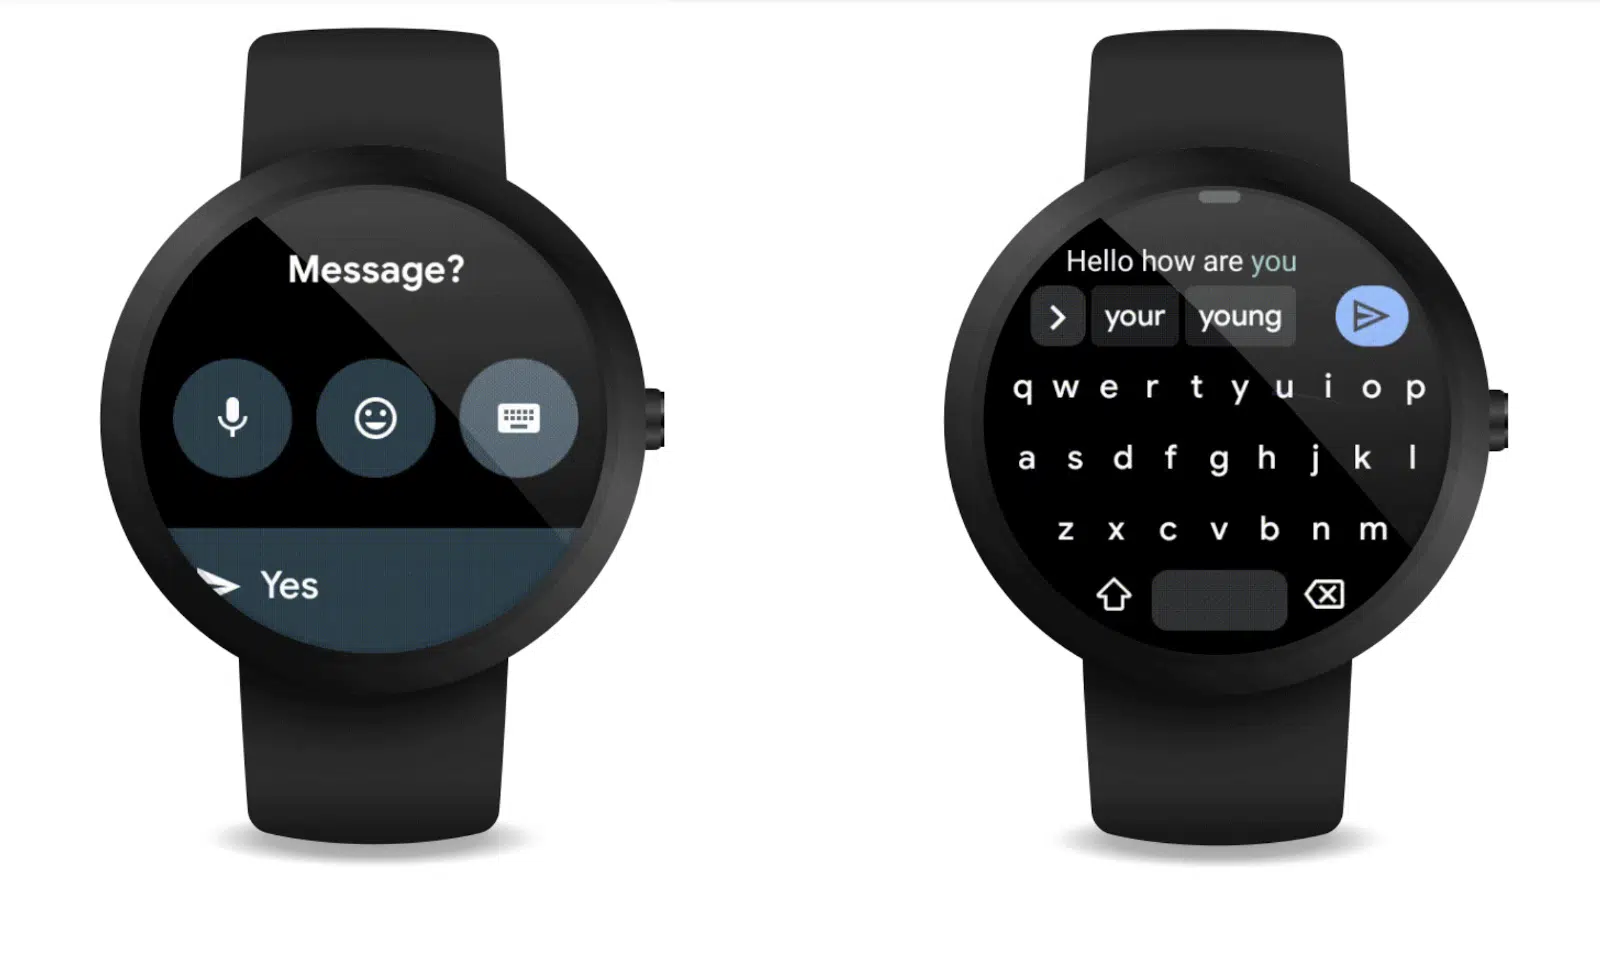 Message?
Yes
Hello how are you
your young
q w e r t y u i o p
a s d f g h j k l
z x c v b n m